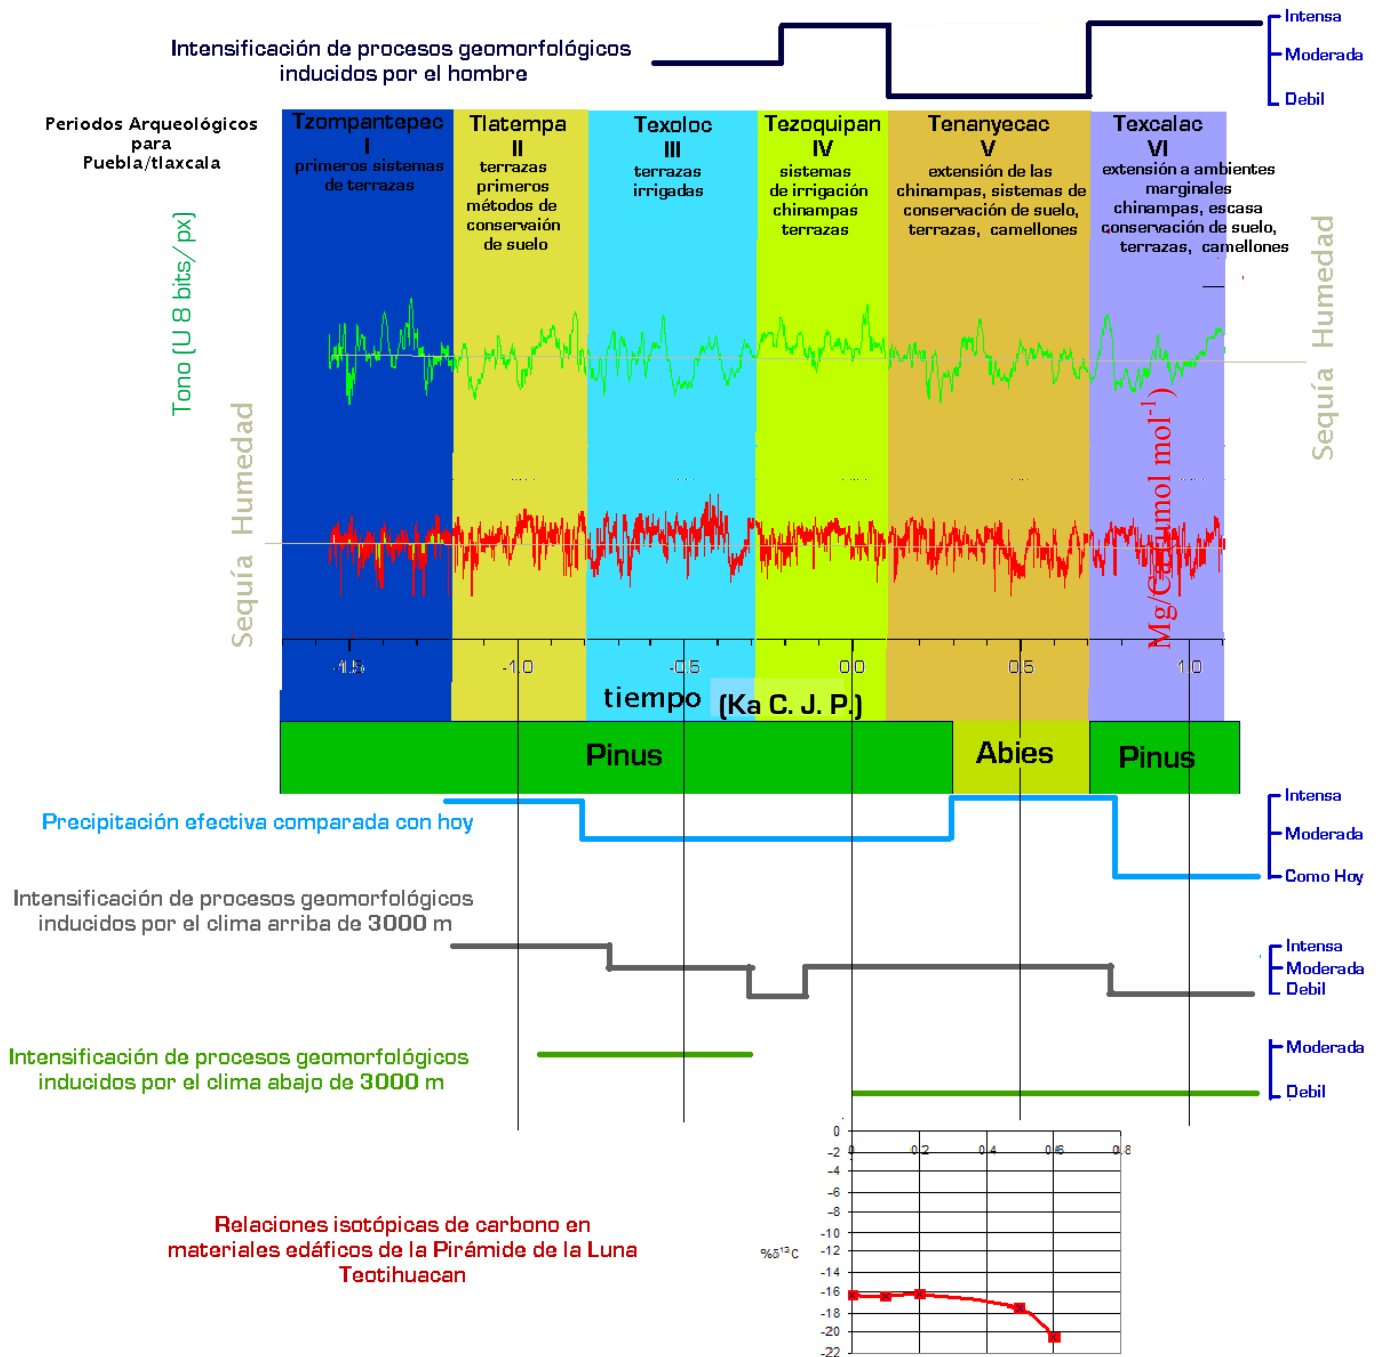 Intensificación de procesos geomorfológicos
inducidos por el hombre
Intensa
Moderada
Debil
Periodos Arqueológicos
para
Puebla/tlaxcala
Tzompantepec
I
primeros sistemas
de terrazas
Tlatempa
II
terrazas
primeros
métodos de
conservaión
de suelo
Texoloc
III
terrazas
irrigadas
Tezoquipan
IV
sistemas
de irrigación
chinampas
terrazas
Tenanyecac
V
extensión de las
chinampas, sistemas de
conservación de suelo,
terrazas, camellones
Texcalac
VI
extensión a ambientes
marginales
chinampas, escasa
conservación de suelo,
terrazas, camellones
Tono (U 8 bits/px)
Sequía Humedad
Sequía Humedad
Mg/Ca (umol mol⁻¹)
-1.5 -1.0 -0.5 0.0 0.5 1.0
tiempo (Ka C. J. P.)
Pinus Abies Pinus
Precipitación efectiva comparada con hoy
Intensa
Moderada
Como Hoy
Intensificación de procesos geomorfológicos
inducidos por el clima arriba de 3000 m
Intensa
Moderada
Debil
Intensificación de procesos geomorfológicos
inducidos por el clima abajo de 3000 m
Moderada
Debil
Relaciones isotópicas de carbono en
materiales edáficos de la Pirámide de la Luna
Teotihuacan
%δ¹³C
0
-2
-4
-6
-8
-10
-12
-14
-16
-18
-20
-22
0 0.2 0.4 0.6 0.8